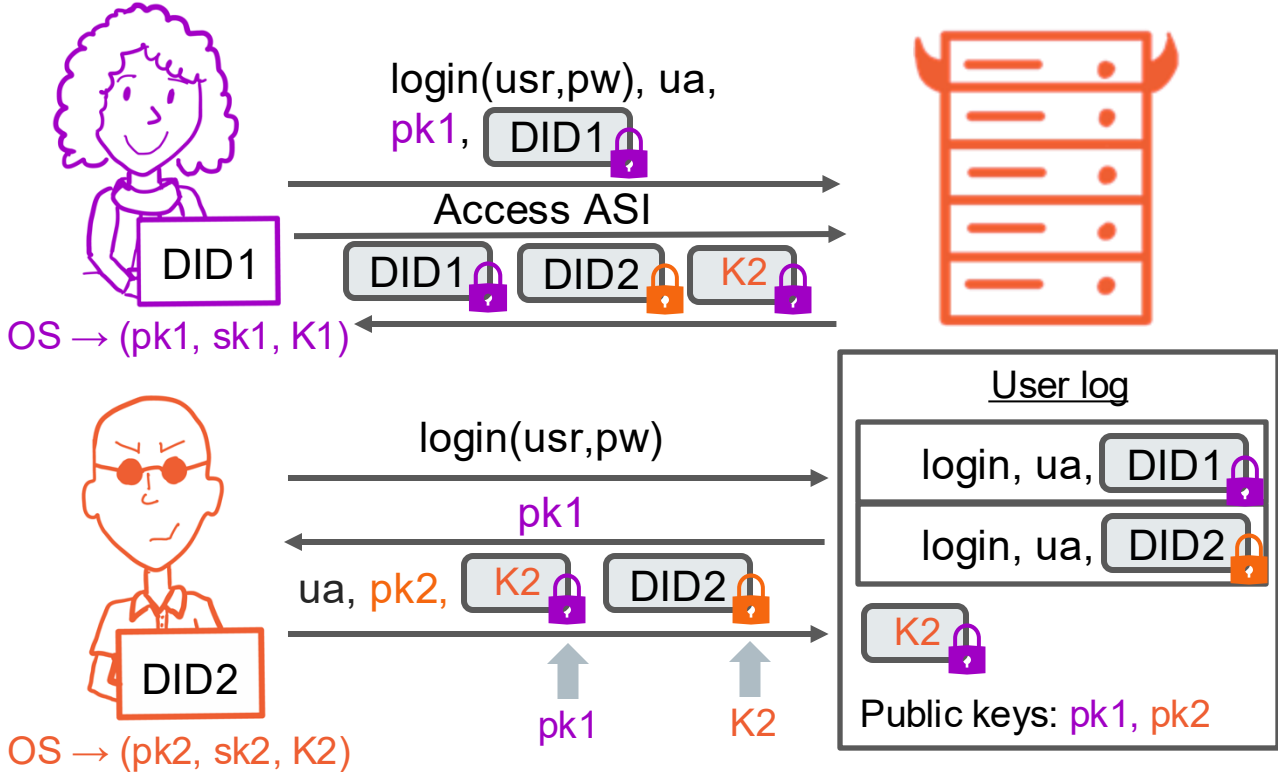 login(usr,pw), ua,
pk1, DID1
Access ASI
DID1
DID1 DID2 K2
OS → (pk1, sk1, K1)
User log
login(usr,pw)
login, ua, DID1
pk1
login, ua, DID2
ua, pk2, K2 DID2
K2
DID2
pk1 K2
Public keys: pk1, pk2
OS → (pk2, sk2, K2)